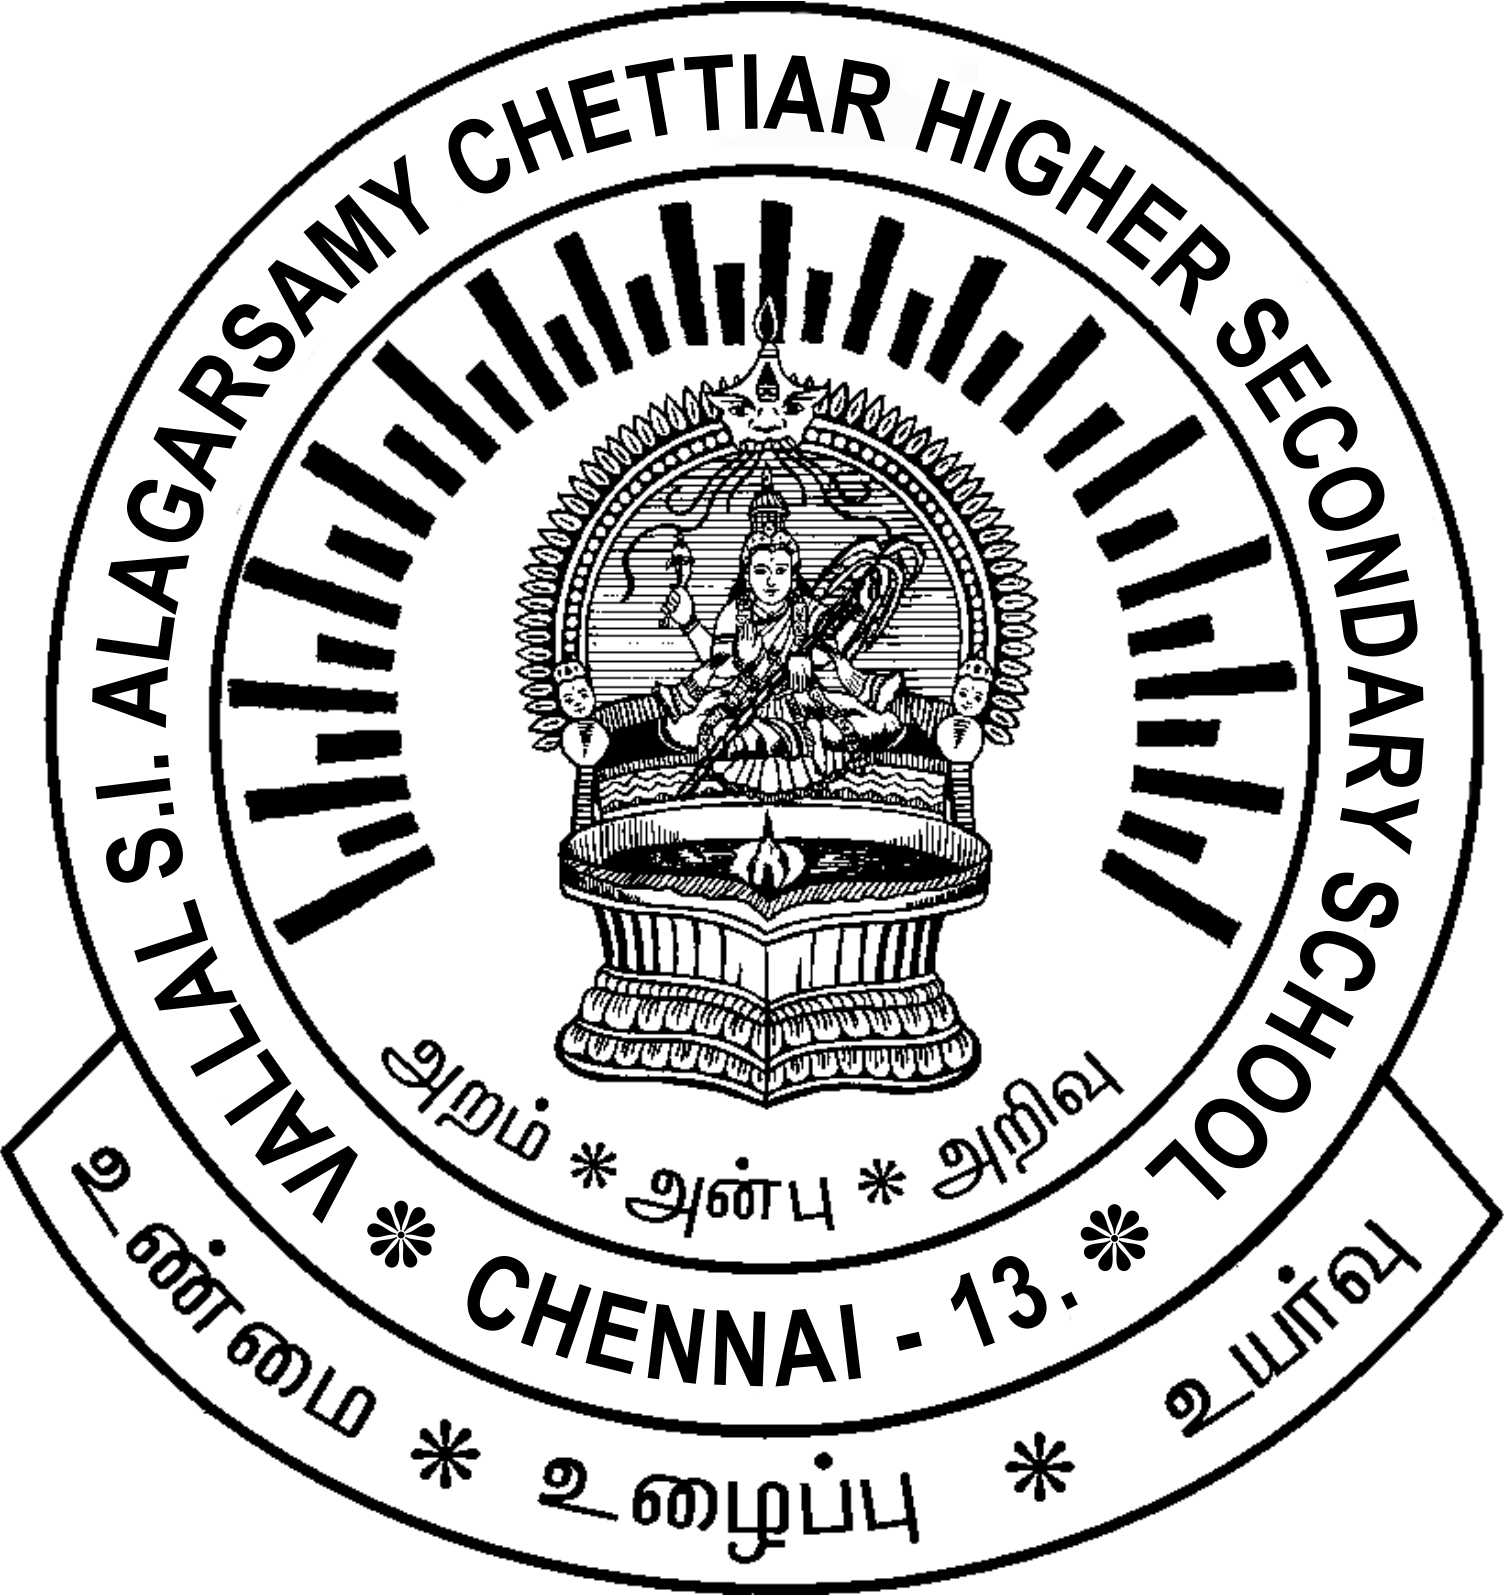 VALLAL S.I. ALAGARSAMY CHETTIAR HIGHER SECONDARY SCHOOL
அறம் * அன்பு * அறிவு
* CHENNAI - 13. *
உண்மை * உழைப்பு * உயர்வு